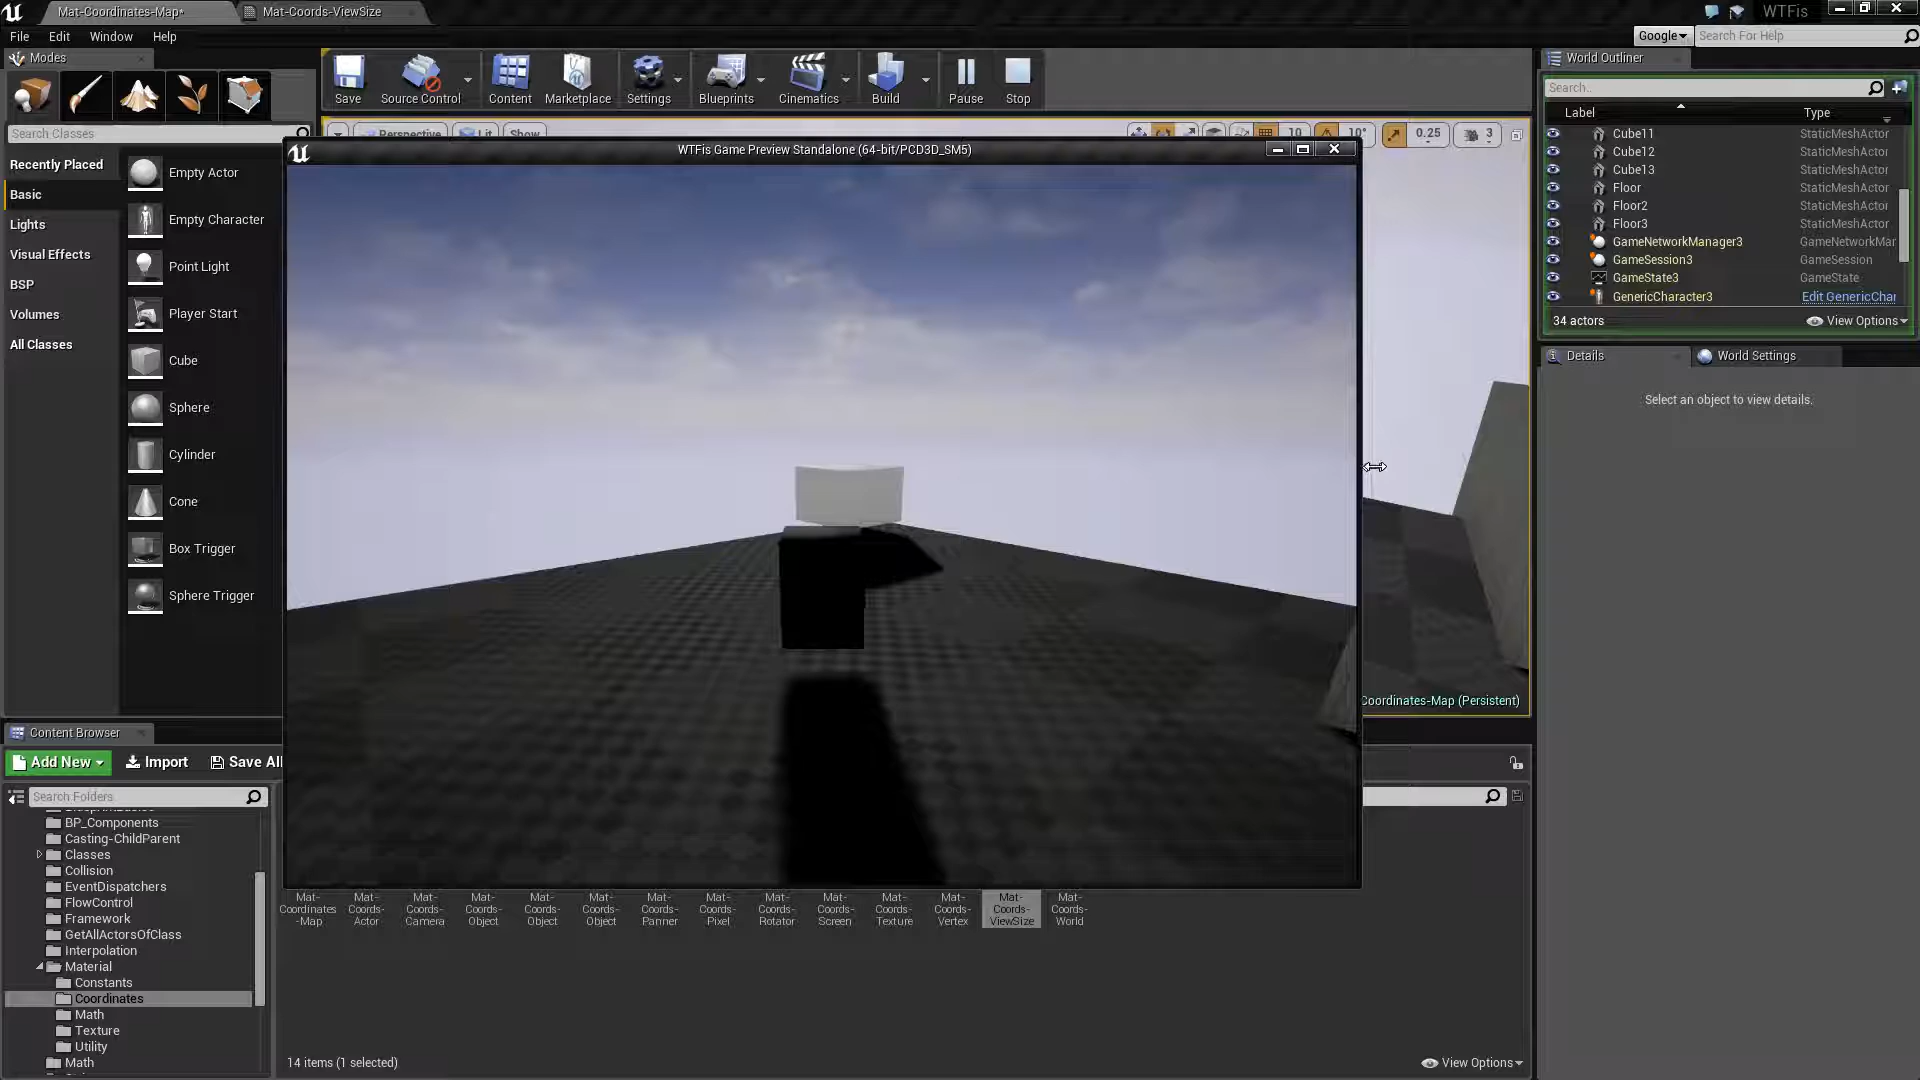 Mat-Coordinates-Map*
Mat-Coords-ViewSize
WTFis
File Edit Window Help
Google
Search For Help
Modes
Save
Source Control
Content
Marketplace
Settings
Blueprints
Cinematics
Build
Pause
Stop
World Outliner
Search..
Label Type
Search Classes
Perspective Lit Show
10 10° 0.25 3
WTFis Game Preview Standalone (64-bit/PCD3D_SM5)
Recently Placed
Basic
Lights
Visual Effects
BSP
Volumes
All Classes
Empty Actor
Empty Character
Point Light
Player Start
Cube
Sphere
Cylinder
Cone
Box Trigger
Sphere Trigger
Cube11 StaticMeshActor
Cube12 StaticMeshActor
Cube13 StaticMeshActor
Floor StaticMeshActor
Floor2 StaticMeshActor
Floor3 StaticMeshActor
GameNetworkManager3 GameNetworkMar
GameSession3 GameSession
GameState3 GameState
GenericCharacter3 Edit GenericChar
34 actors
View Options
Details
World Settings
Select an object to view details.
Coordinates-Map (Persistent)
Content Browser
Add New
Import
Save All
Search Folders
BP_Components
Casting-ChildParent
Classes
Collision
EventDispatchers
FlowControl
Framework
GetAllActorsOfClass
Interpolation
Material
Constants
Coordinates
Math
Texture
Utility
Math
Mat-
Coordinates
-Map
Mat-
Coords-
Actor
Mat-
Coords-
Camera
Mat-
Coords-
Object
Mat-
Coords-
Object
Mat-
Coords-
Object
Mat-
Coords-
Panner
Mat-
Coords-
Pixel
Mat-
Coords-
Rotator
Mat-
Coords-
Screen
Mat-
Coords-
Texture
Mat-
Coords-
Vertex
Mat-
Coords-
ViewSize
Mat-
Coords-
World
14 items (1 selected)
View Options